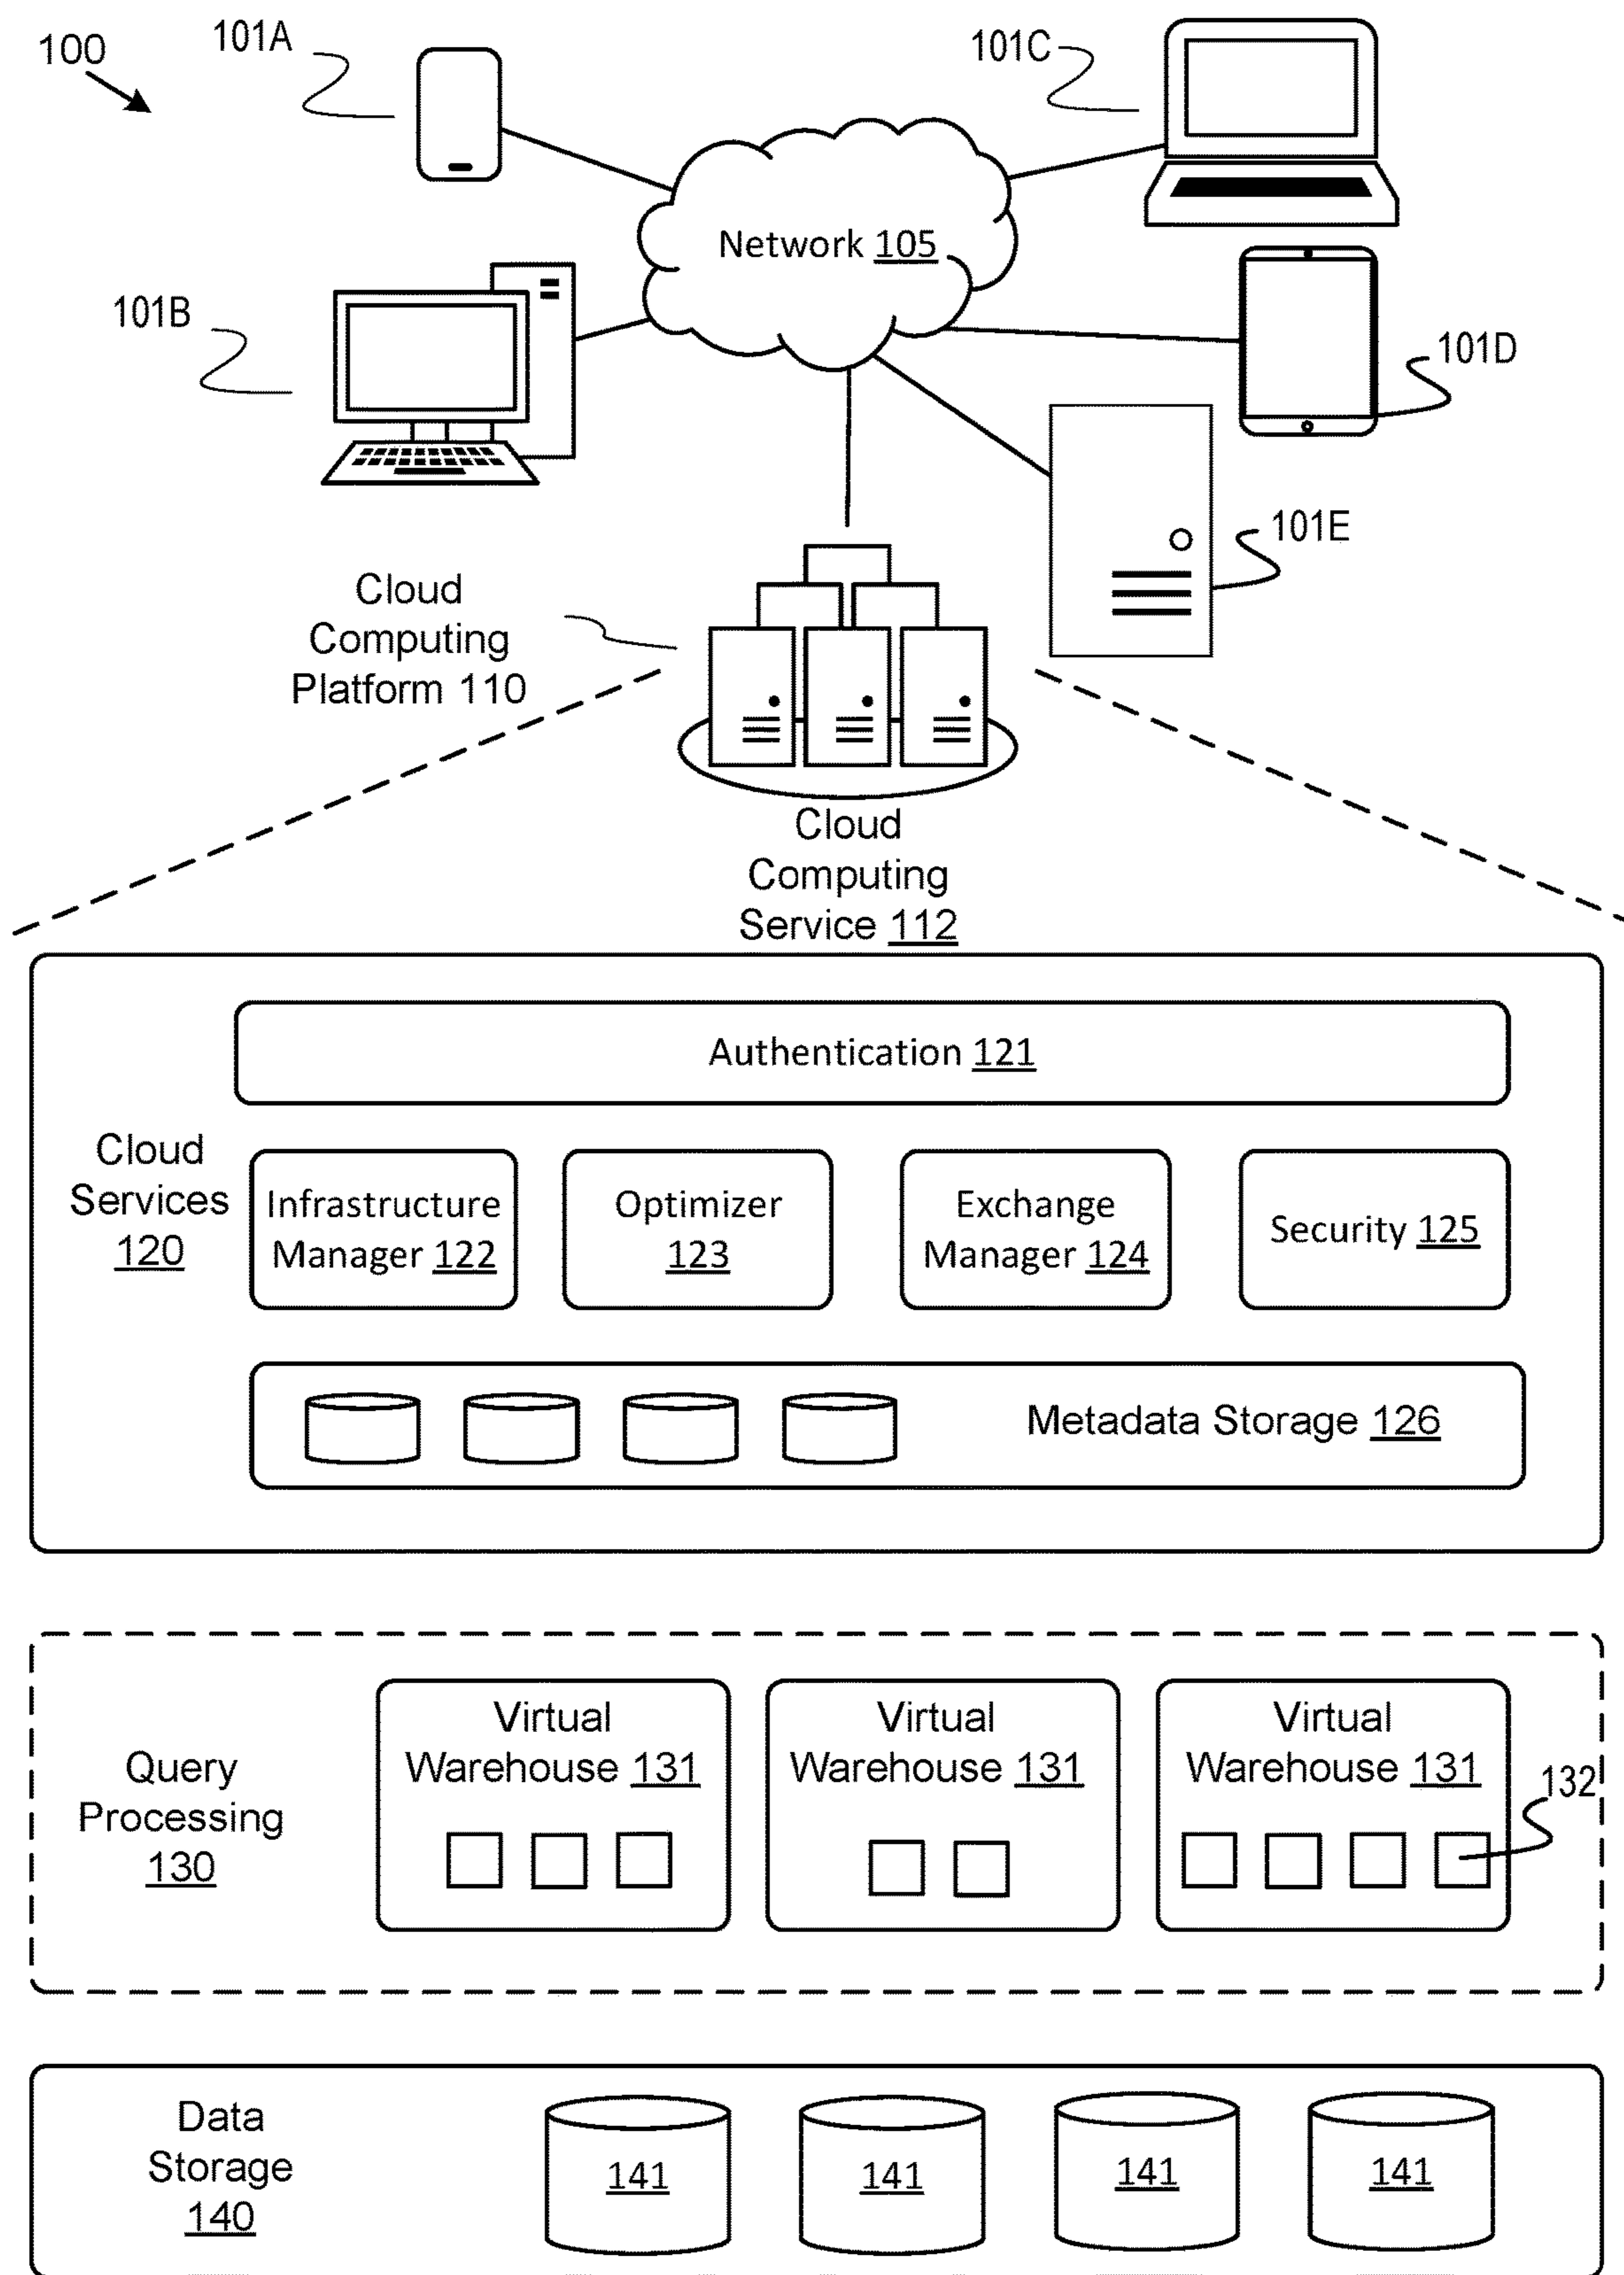 100
101A
101C
Network 105
101B
101D
101E
Cloud
Computing
Platform 110
Cloud
Computing
Service 112
Authentication 121
Cloud
Services
120
Infrastructure
Manager 122
Optimizer
123
Exchange
Manager 124
Security 125
Metadata Storage 126
Query
Processing
130
Virtual
Warehouse 131
Virtual
Warehouse 131
Virtual
Warehouse 131
132
Data
Storage
140
141
141
141
141